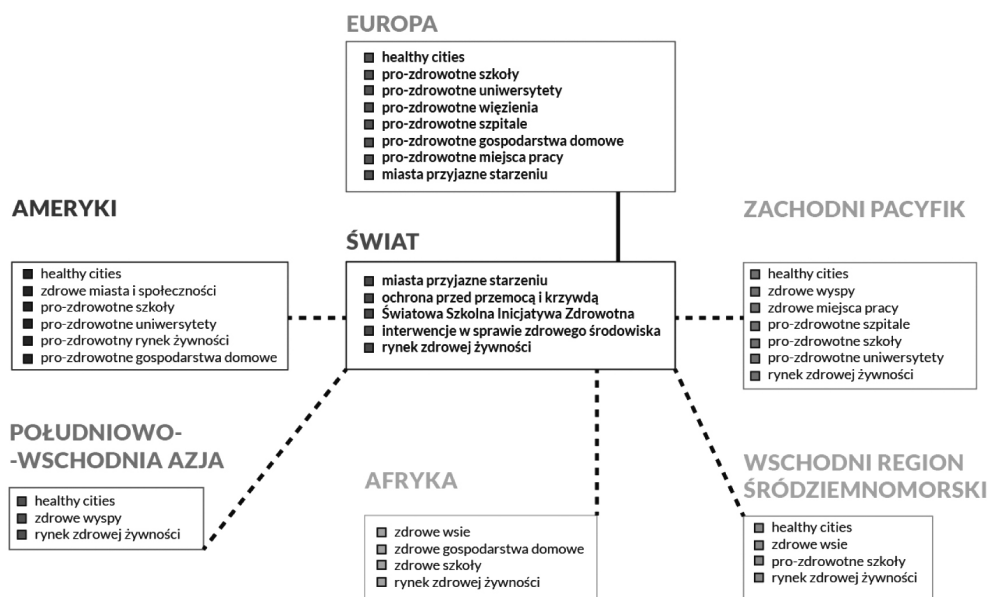 EUROPA
healthy cities
pro-zdrowotne szkoły
pro-zdrowotne uniwersytety
pro-zdrowotne więzienia
pro-zdrowotne szpitale
pro-zdrowotne gospodarstwa domowe
pro-zdrowotne miejsca pracy
miasta przyjazne starzeniu
AMERYKI
healthy cities
zdrowe miasta i społeczności
pro-zdrowotne szkoły
pro-zdrowotne uniwersytety
pro-zdrowotny rynek żywności
pro-zdrowotne gospodarstwa domowe
ŚWIAT
miasta przyjazne starzeniu
ochrona przed przemocą i krzywdą
Światowa Szkolna Inicjatywa Zdrowotna
interwencje w sprawie zdrowego środowiska
rynek zdrowej żywności
ZACHODNI PACYFIK
healthy cities
zdrowe wyspy
zdrowe miejsca pracy
pro-zdrowotne szpitale
pro-zdrowotne szkoły
pro-zdrowotne uniwersytety
rynek zdrowej żywności
POŁUDNIOWO-
-WSCHODNIA AZJA
healthy cities
zdrowe wyspy
rynek zdrowej żywności
AFRYKA
zdrowe wsie
zdrowe gospodarstwa domowe
zdrowe szkoły
rynek zdrowej żywności
WSCHODNI REGION
ŚRÓDZIEMNOMORSKI
healthy cities
zdrowe wsie
pro-zdrowotne szkoły
rynek zdrowej żywności